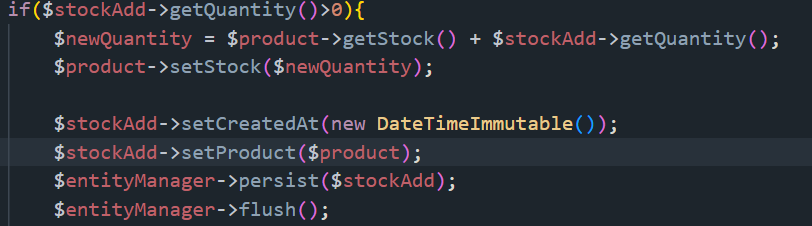 if($stockAdd->getQuantity()>0){
$newQuantity = $product->getStock() + $stockAdd->getQuantity();
$product->setStock($newQuantity);
$stockAdd->setCreatedAt(new DateTimeImmutable());
$stockAdd->setProduct($product);
$entityManager->persist($stockAdd);
$entityManager->flush();